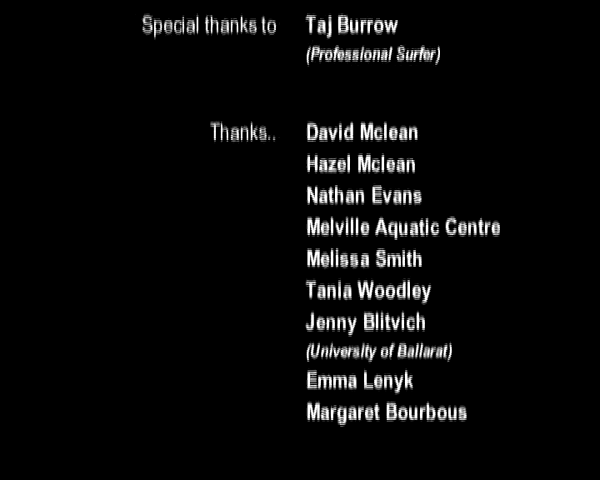 Special thanks to Taj Burrow
(Professional Surfer)
Thanks.. David Mclean
Hazel Mclean
Nathan Evans
Melville Aquatic Centre
Melissa Smith
Tania Woodley
Jenny Blitvich
(University of Ballarat)
Emma Lenyk
Margaret Bourbous